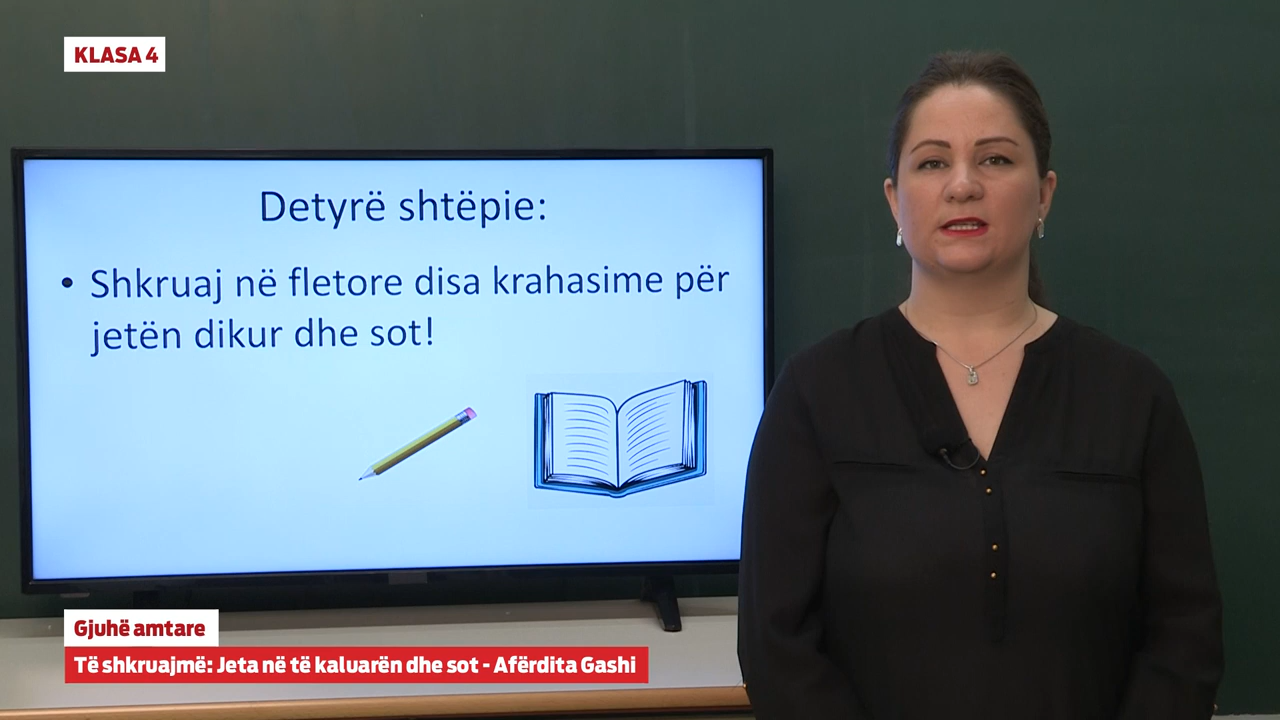 KLASA 4
Detyrë shtëpie:
• Shkruaj në fletore disa krahasime për
jetën dikur dhe sot!
Gjuhë amtare
Të shkruajmë: Jeta në të kaluarën dhe sot - Afërdita Gashi